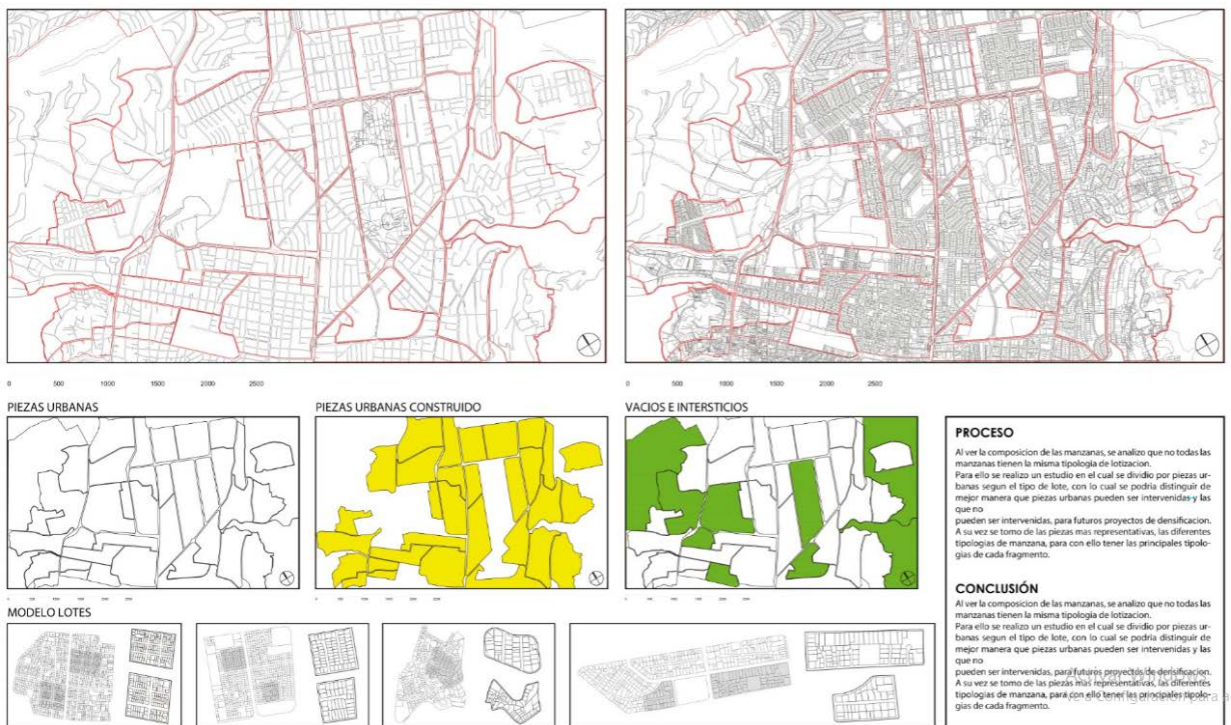 0 500 1000 1500 2000 2500
0 500 1000 1500 2000 2500
PIEZAS URBANAS
PIEZAS URBANAS CONSTRUIDO
VACIOS E INTERSTICIOS
MODELO LOTES
PROCESO
Al ver la composicion de las manzanas, se analizo que no todas las
manzanas tienen la misma tipologia de lotizacion.
Para ello se realizo un estudio en el cual se dividio por piezas ur-
banas segun el tipo de lote, con lo cual se podria distinguir de
mejor manera que piezas urbanas pueden ser intervenidas y las
que no
pueden ser intervenidas, para futuros proyectos de densificacion.
A su vez se tomo de las piezas mas representativas, las diferentes
tipologias de manzana, para con ello tener las principales tipolo-
gias de cada fragmento.
CONCLUSIÓN
Al ver la composicion de las manzanas, se analizo que no todas las
manzanas tienen la misma tipologia de lotizacion.
Para ello se realizo un estudio en el cual se dividio por piezas ur-
banas segun el tipo de lote, con lo cual se podria distinguir de
mejor manera que piezas urbanas pueden ser intervenidas y las
que no
pueden ser intervenidas, para futuros proyectos de densificacion.
A su vez se tomo de las piezas mas representativas, las diferentes
tipologias de manzana, para con ello tener las principales tipolo-
gias de cada fragmento.